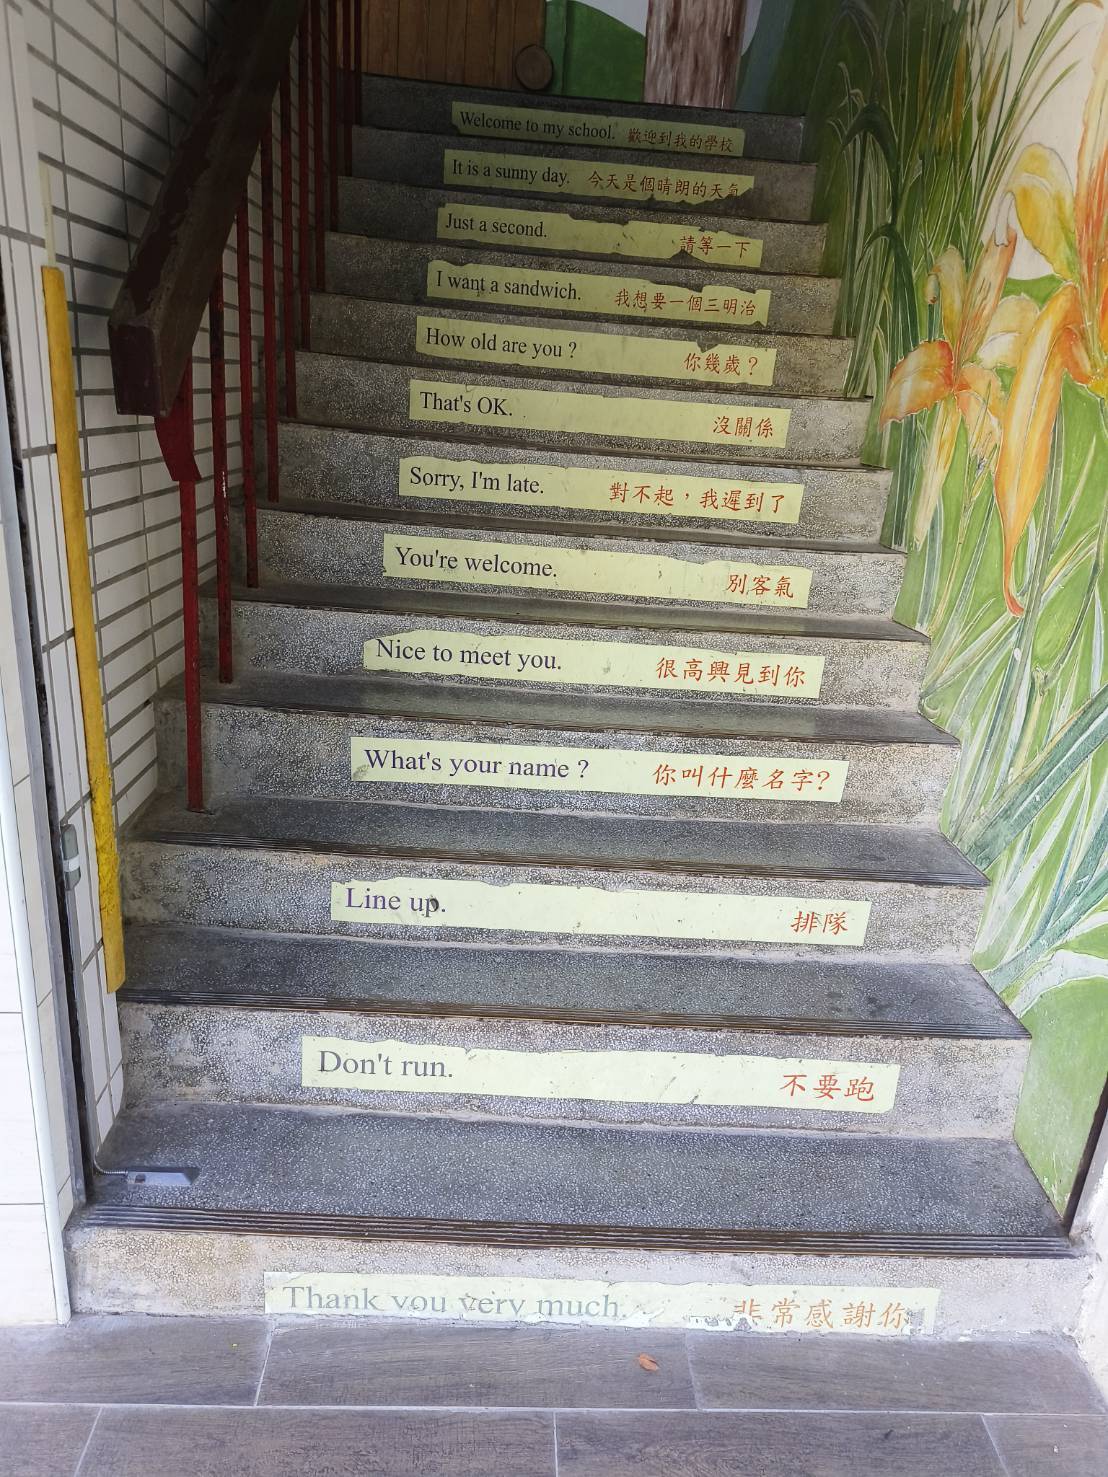 Welcome to my school. 歡迎到我的學校
It is a sunny day. 今天是個晴朗的天氣
Just a second. 請等一下
I want a sandwich. 我想要一個三明治
How old are you ? 你幾歲？
That's OK. 沒關係
Sorry, I'm late. 對不起，我遲到了
You're welcome. 別客氣
Nice to meet you. 很高興見到你
What's your name ? 你叫什麼名字?
Line up. 排隊
Don't run. 不要跑
Thank you very much. 非常感謝你